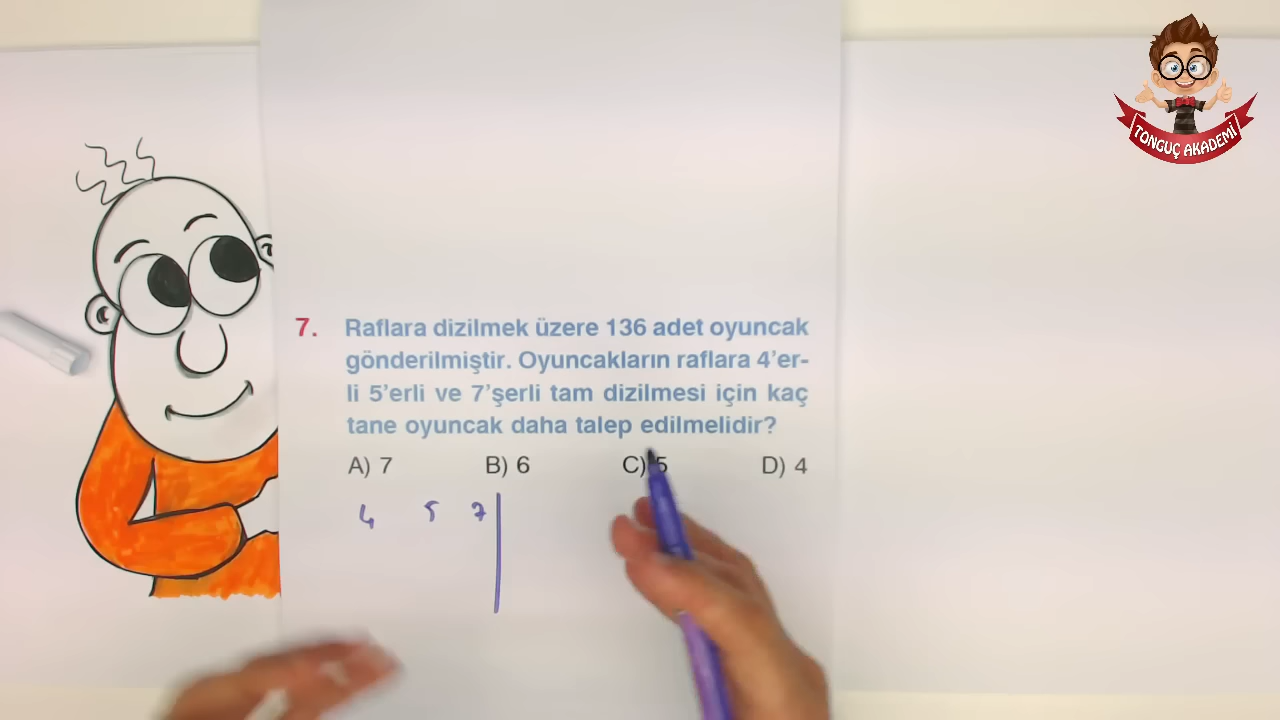 TONGUÇ AKADEMİ
7. Raflara dizilmek üzere 136 adet oyuncak
gönderilmiştir. Oyuncakların raflara 4’er-
li 5’erli ve 7’şerli tam dizilmesi için kaç
tane oyuncak daha talep edilmelidir?
A) 7 B) 6 C) 5 D) 4
4 5 7